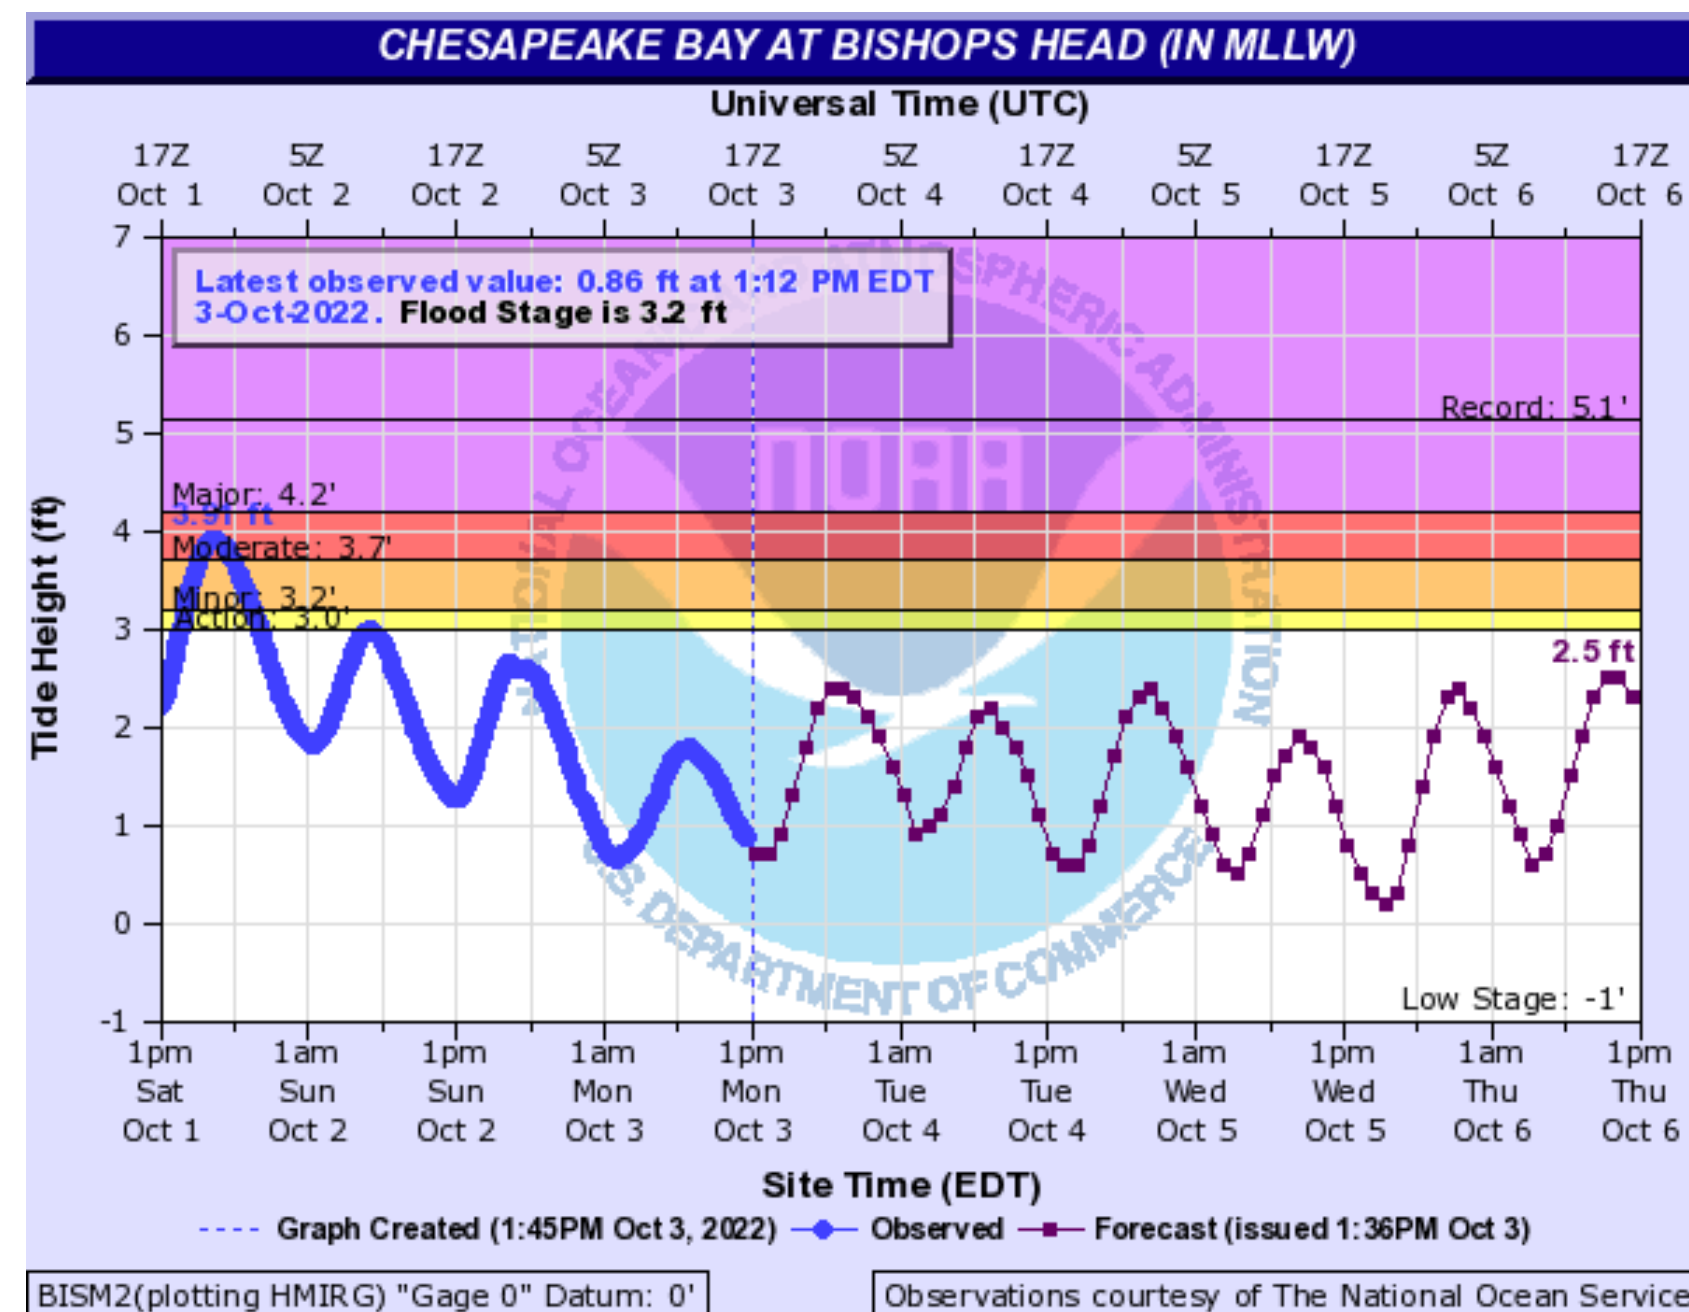 CHESAPEAKE BAY AT BISHOPS HEAD (IN MLLW)
Universal Time (UTC)
17Z 5Z 17Z 5Z 17Z 5Z 17Z 5Z 17Z 5Z 17Z
Oct 1 Oct 2 Oct 2 Oct 3 Oct 3 Oct 4 Oct 4 Oct 5 Oct 5 Oct 6 Oct 6
7
Latest observed value: 0.86 ft at 1:12 PM EDT
3-Oct-2022. Flood Stage is 3.2 ft
6
Record: 5.1'
5
Major: 4.2'
3.91 ft
4
Moderate: 3.7'
Minor: 3.2'
Action: 3.0'
3
2.5 ft
2
1
0
Low Stage: -1'
-1
Tide Height (ft)
NATIONAL OCEANIC AND ATMOSPHERIC ADMINISTRATION
NOAA
U.S. DEPARTMENT OF COMMERCE
1pm 1am 1pm 1am 1pm 1am 1pm 1am 1pm 1am 1pm
Sat Sun Sun Mon Mon Tue Tue Wed Wed Thu Thu
Oct 1 Oct 2 Oct 2 Oct 3 Oct 3 Oct 4 Oct 4 Oct 5 Oct 5 Oct 6 Oct 6
Site Time (EDT)
Graph Created (1:45PM Oct 3, 2022) Observed Forecast (issued 1:36PM Oct 3)
BISM2(plotting HMIRG) "Gage 0" Datum: 0'
Observations courtesy of The National Ocean Service